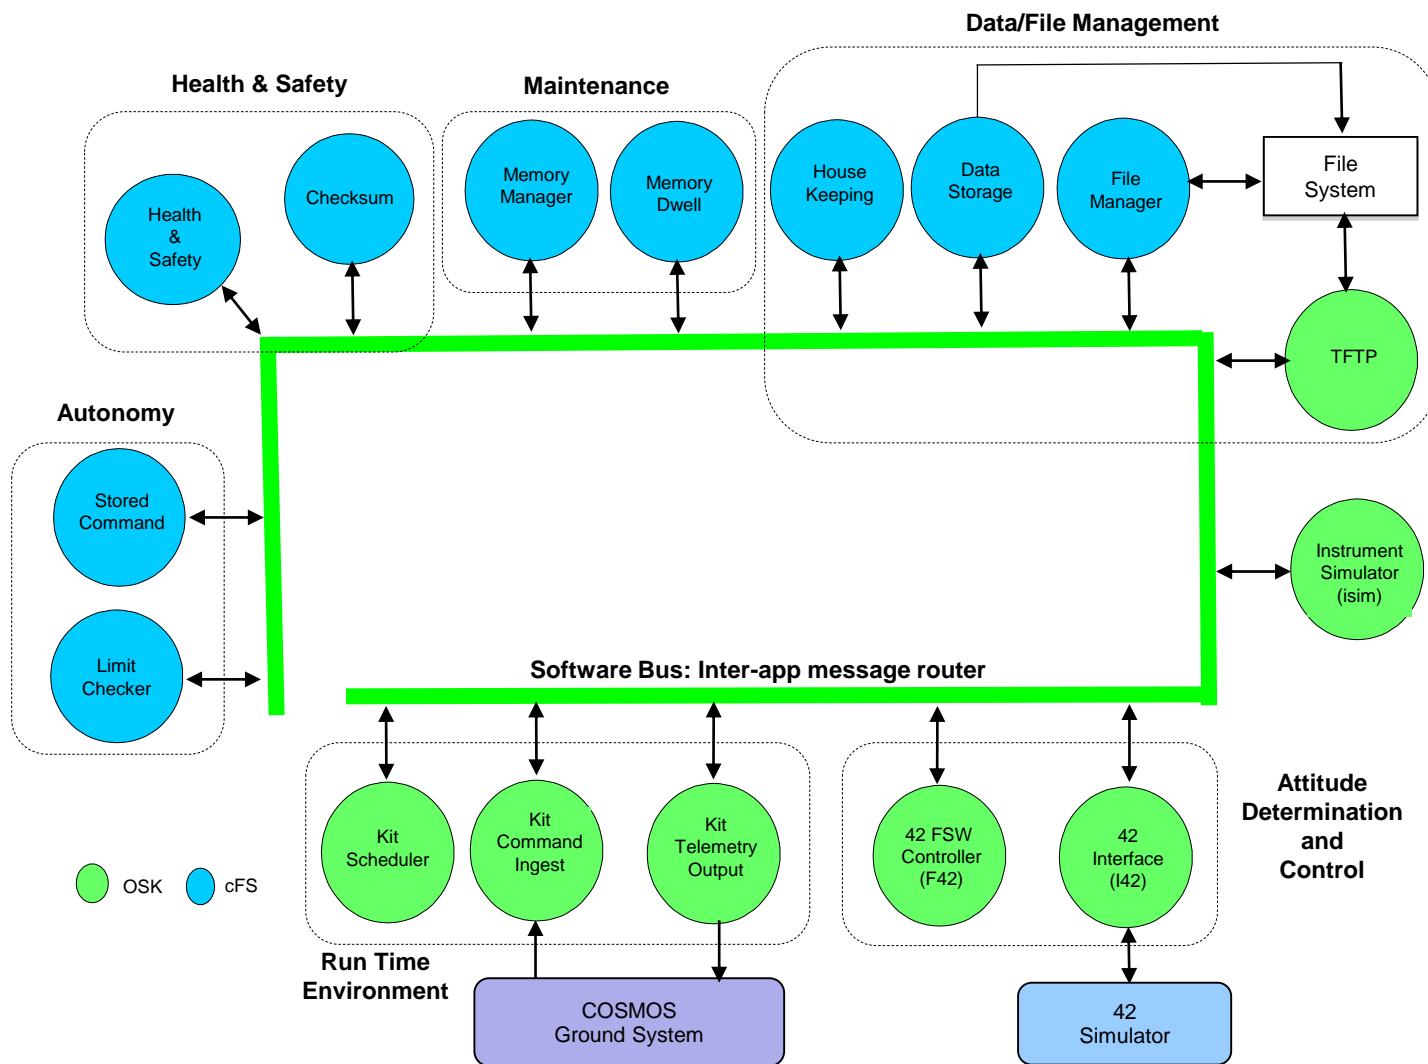 Data/File Management
Health & Safety
Maintenance
Health
&
Safety
Checksum
Memory
Manager
Memory
Dwell
House
Keeping
Data
Storage
File
Manager
File
System
TFTP
Autonomy
Stored
Command
Limit
Checker
Instrument
Simulator
(isim)
Software Bus: Inter-app message router
Kit
Scheduler
Kit
Command
Ingest
Kit
Telemetry
Output
42 FSW
Controller
(F42)
42
Interface
(I42)
Attitude
Determination
and
Control
OSK
cFS
Run Time
Environment
COSMOS
Ground System
42
Simulator